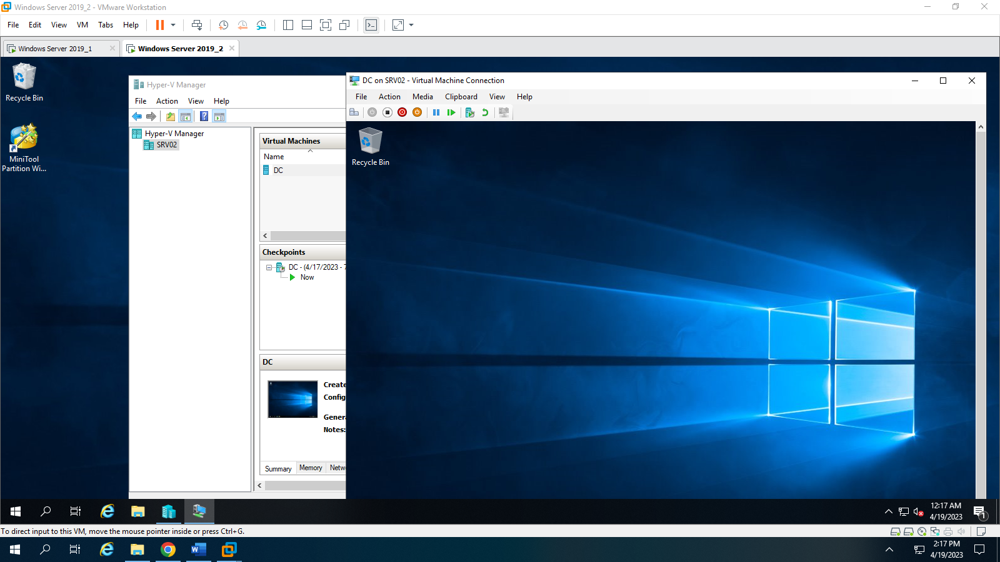 Windows Server 2019_2 - VMware Workstation
File Edit View VM Tabs Help
Windows Server 2019_1
Windows Server 2019_2
Recycle Bin
MiniTool
Partition Wi...
Hyper-V Manager
File Action View Help
Hyper-V Manager
SRV02
Virtual Machines
Name
DC
Checkpoints
DC - (4/17/2023 - 7
Now
DC
Create
Config
Genera
Notes:
Summary Memory Netw
DC on SRV02 - Virtual Machine Connection
File Action Media Clipboard View Help
Recycle Bin
12:17 AM
4/19/2023
1
To direct input to this VM, move the mouse pointer inside or press Ctrl+G.
2:17 PM
4/19/2023